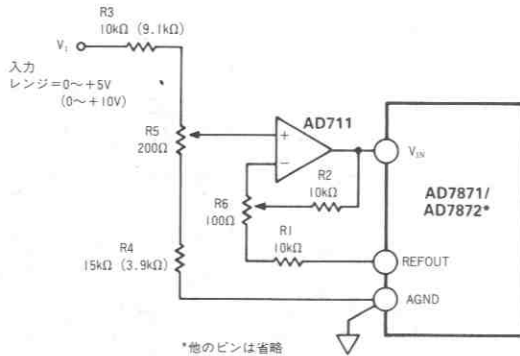 R3
10kΩ (9.1kΩ)
V₁
入力
レンジ=0〜+5V
(0〜+10V)
R5
200Ω
AD711
+
−
VIN
R2
10kΩ
R6
100Ω
AD7871/
AD7872*
R1
10kΩ
R4
15kΩ (3.9kΩ)
REFOUT
AGND
*他のピンは省略